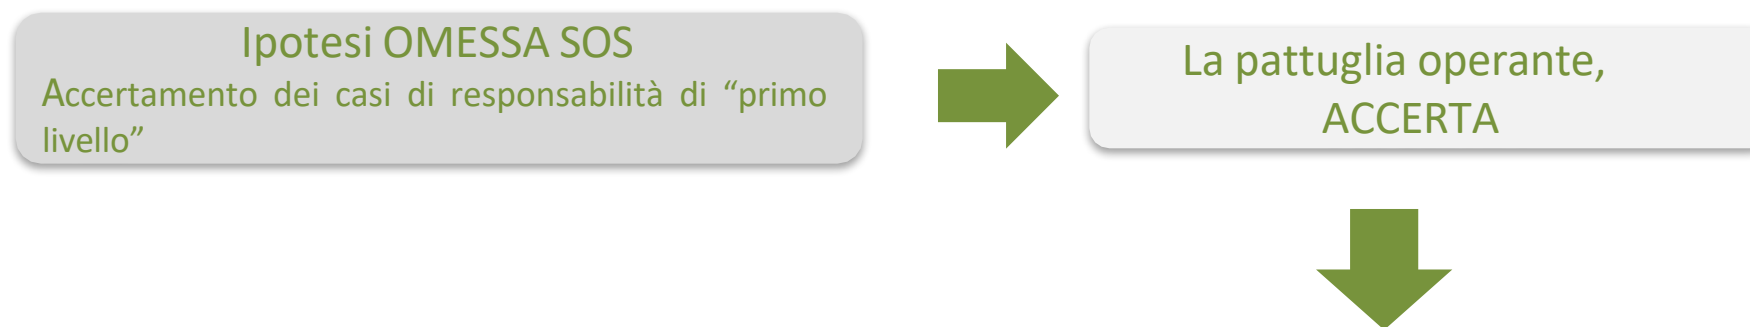 Ipotesi OMESSA SOS
Accertamento dei casi di responsabilità di “primo
livello”
La pattuglia operante,
ACCERTA